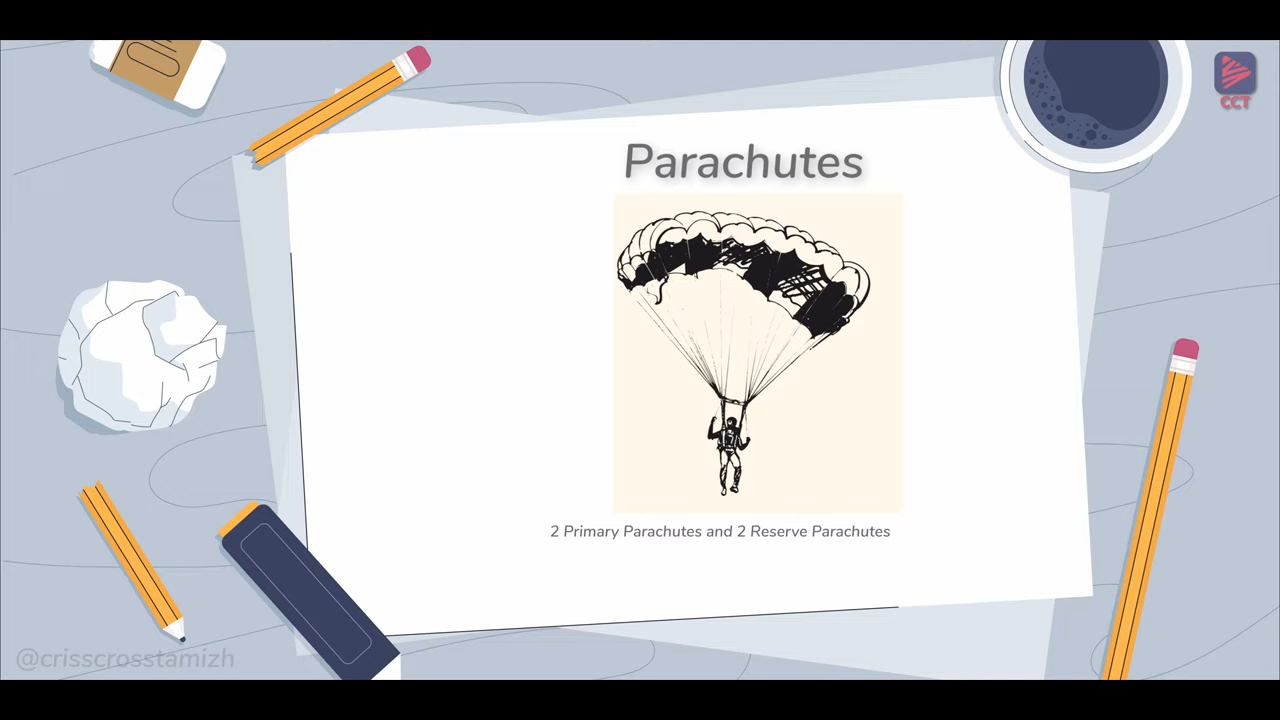 Parachutes
CCT
2 Primary Parachutes and 2 Reserve Parachutes
@crisscrosstamizh